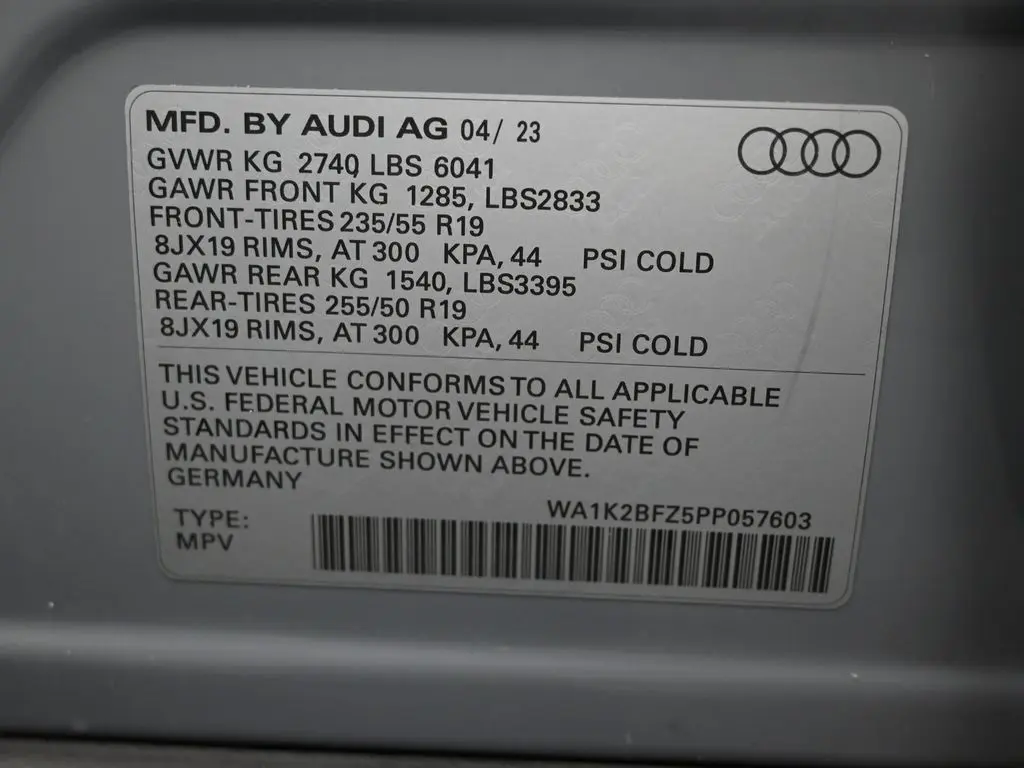 MFD. BY AUDI AG 04/ 23
GVWR KG 2740 LBS 6041
GAWR FRONT KG 1285, LBS2833
FRONT-TIRES 235/55 R19
8JX19 RIMS, AT 300 KPA, 44 PSI COLD
GAWR REAR KG 1540, LBS3395
REAR-TIRES 255/50 R19
8JX19 RIMS, AT 300 KPA, 44 PSI COLD
THIS VEHICLE CONFORMS TO ALL APPLICABLE
U.S. FEDERAL MOTOR VEHICLE SAFETY
STANDARDS IN EFFECT ON THE DATE OF
MANUFACTURE SHOWN ABOVE.
GERMANY
WA1K2BFZ5PP057603
TYPE:
MPV